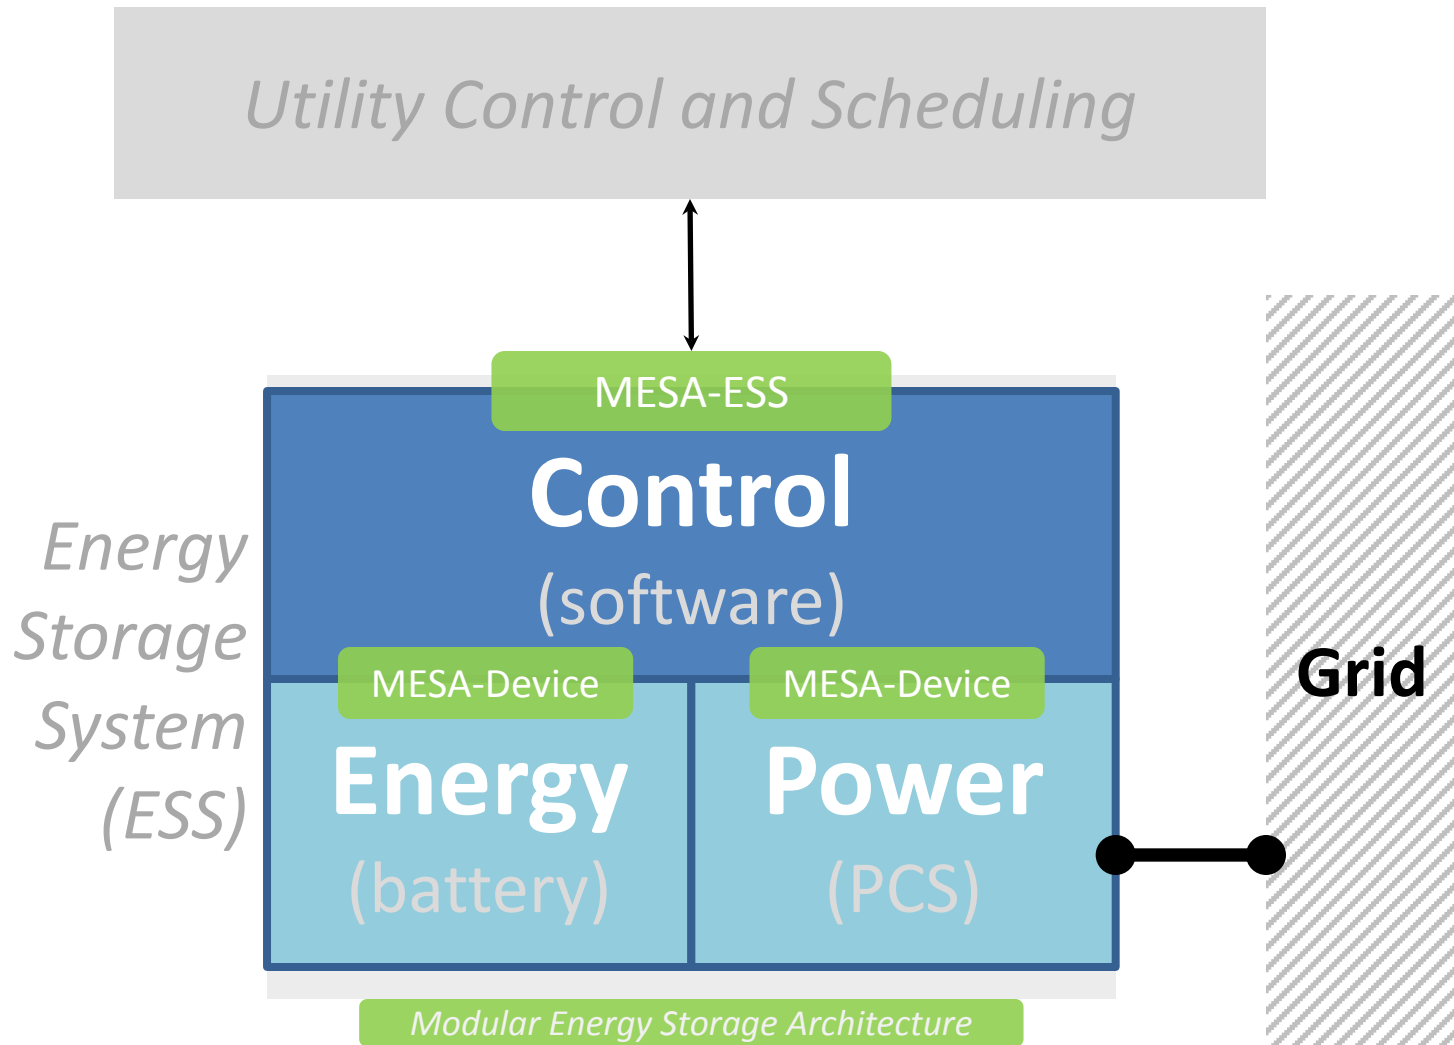 Utility Control and Scheduling
MESA-ESS
Control
(software)
Energy
Storage
System
(ESS)
MESA-Device
MESA-Device
Energy
(battery)
Power
(PCS)
Grid
Modular Energy Storage Architecture